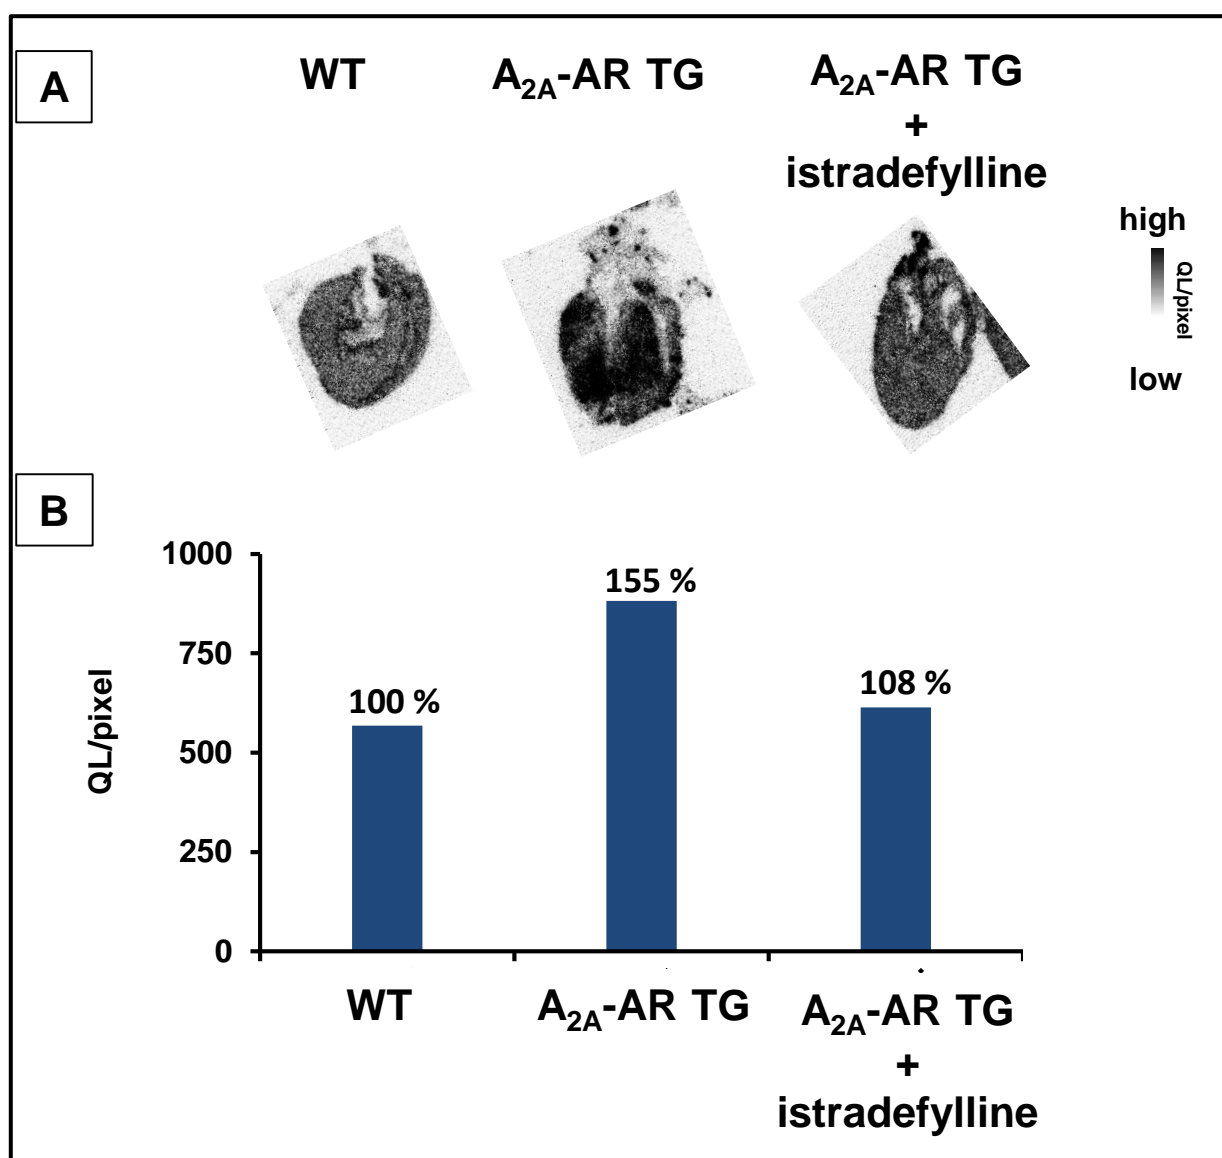 A
WT
A2A-AR TG
A2A-AR TG
+
istradefylline
high
QL/pixel
low
B
1000
750
500
250
0
QL/pixel
100 %
155 %
108 %
WT
A2A-AR TG
A2A-AR TG
+
istradefylline